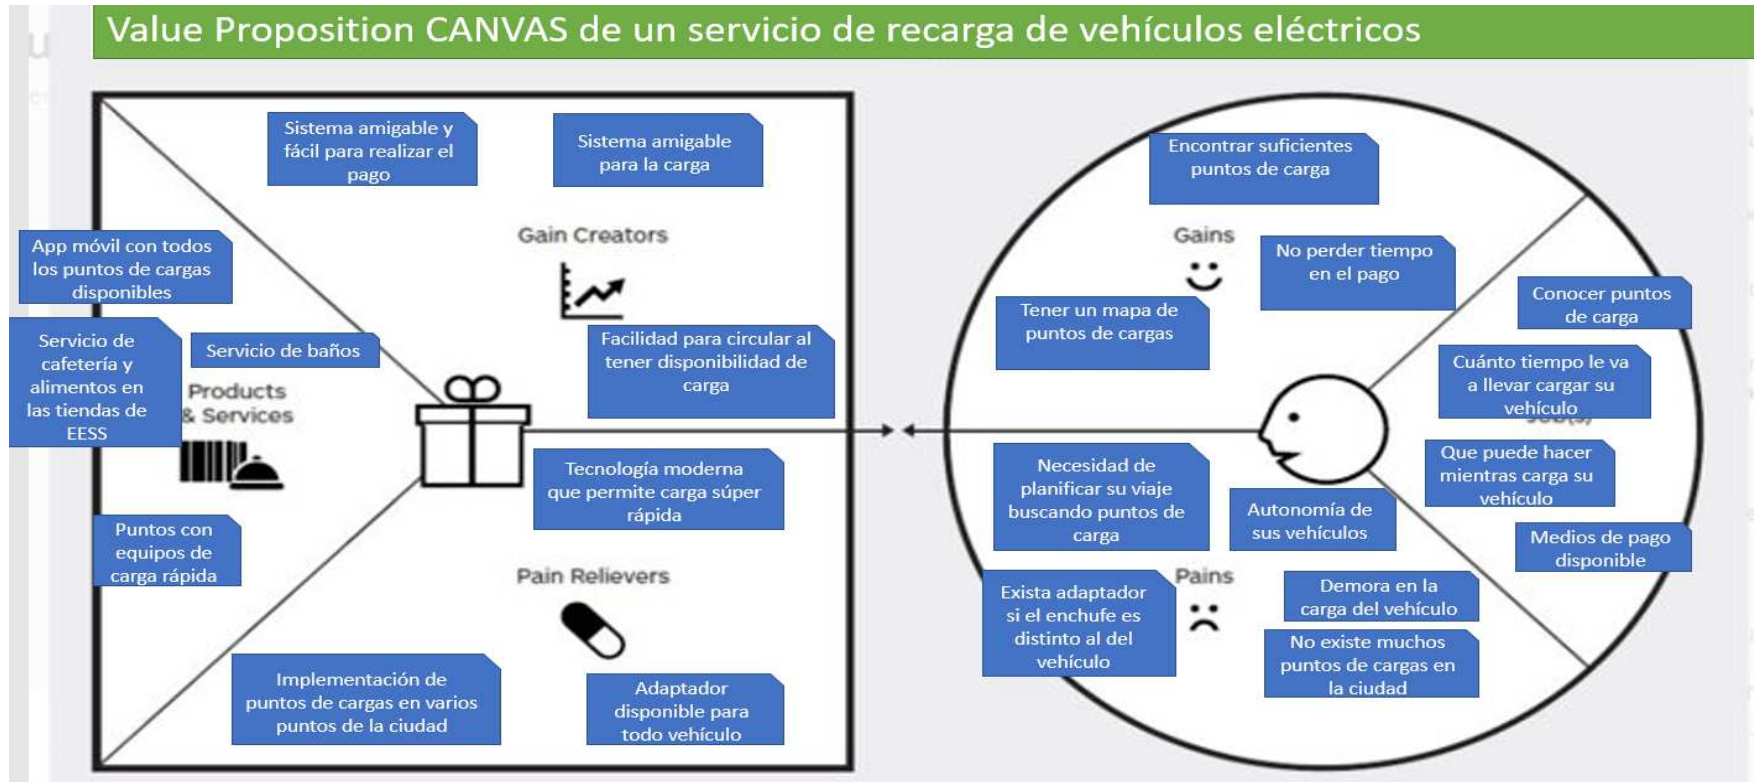 Value Proposition CANVAS de un servicio de recarga de vehículos eléctricos
Sistema amigable y
fácil para realizar el
pago
Sistema amigable
para la carga
Gain Creators
App móvil con todos
los puntos de cargas
disponibles
Servicio de
cafetería y
alimentos en
las tiendas de
EESS
Servicio de baños
Products
& Services
Facilidad para circular al
tener disponibilidad de
carga
Puntos con
equipos de
carga rápida
Tecnología moderna
que permite carga súper
rápida
Pain Relievers
Implementación de
puntos de cargas en varios
puntos de la ciudad
Adaptador
disponible para
todo vehículo
Encontrar suficientes
puntos de carga
Gains
No perder tiempo
en el pago
Tener un mapa de
puntos de cargas
Conocer puntos
de carga
Cuánto tiempo le va
a llevar cargar su
vehículo
Que puede hacer
mientras carga su
vehículo
Medios de pago
disponible
Necesidad de
planificar su viaje
buscando puntos de
carga
Autonomía de
sus vehículos
Pains
Exista adaptador
si el enchufe es
distinto al del
vehículo
Demora en la
carga del vehículo
No existe muchos
puntos de cargas en
la ciudad